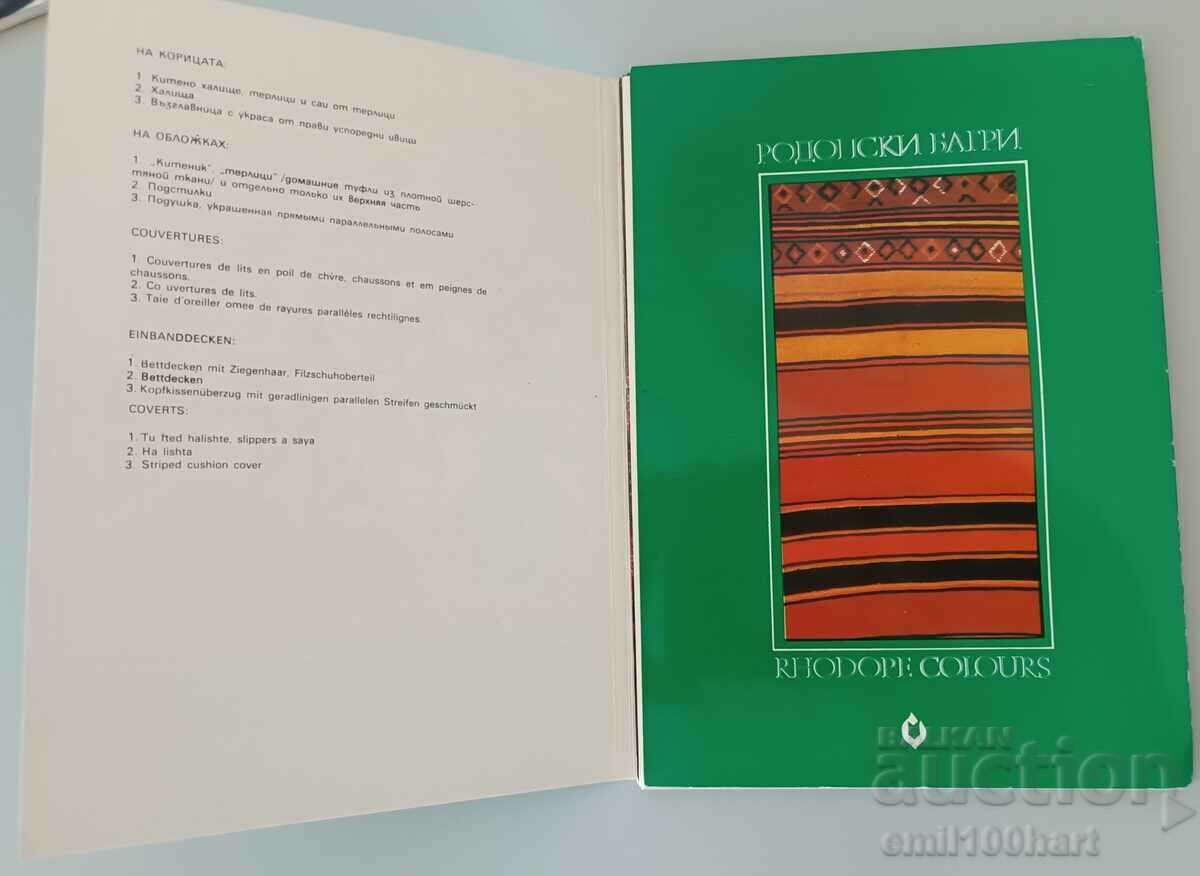 НА КОРИЦАТА:
1 Китено халище, терлици и саи от терлици
2. Халища
3. Възглавница с украса от прави успоредни ивици
НА ОБЛОЖКАХ:
1. „Китеник", „терлици" /домашние туфли из плотной шерс-
тяной ткани/ и отдельно только их верхняя часть
2. Подстилки
3. Подушка, украшенная прямыми параллельными полосами
COUVERTURES:
1. Couvertures de lits en poil de chvre, chaussons et em peignes de
chaussons.
2. Co uvertures de lits.
3. Taie d'oreiller omee de rayures parallèles rechtilignes.
EINBANDDECKEN:
1. Bettdecken mit Ziegenhaar, Filzschuhoberteil
2. Bettdecken
3. Kopfkissenüberzug mit geradlinigen parallelen Streifen geschmückt
COVERTS:
1. Tu fted halishte, slippers a saya
2. Ha lishta
3. Striped cushion cover
РОДОПСКИ БАГРИ
RHODOPE COLOURS
BALKAN
auction
emil100hart